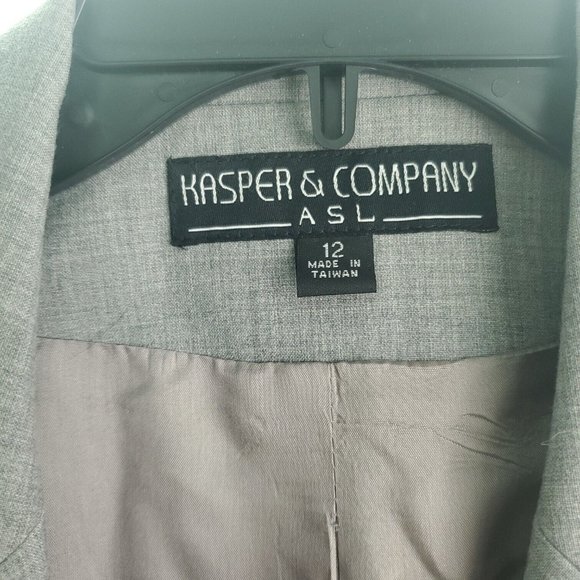 KASPER & COMPANY
ASL
12
MADE IN
TAIWAN